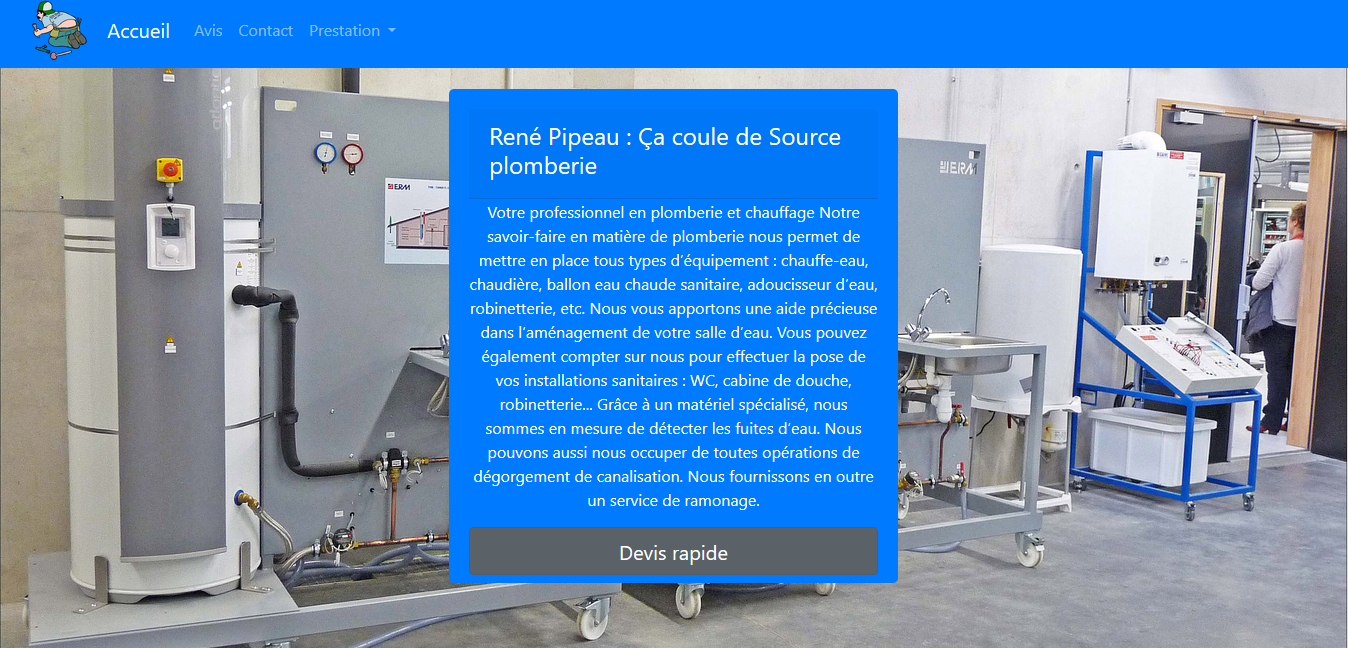 Accueil
Avis
Contact
Prestation
René Pipeau : Ça coule de Source
plomberie
Votre professionnel en plomberie et chauffage Notre
savoir-faire en matière de plomberie nous permet de
mettre en place tous types d’équipement : chauffe-eau,
chaudière, ballon eau chaude sanitaire, adoucisseur d’eau,
robinetterie, etc. Nous vous apportons une aide précieuse
dans l’aménagement de votre salle d’eau. Vous pouvez
également compter sur nous pour effectuer la pose de
vos installations sanitaires : WC, cabine de douche,
robinetterie... Grâce à un matériel spécialisé, nous
sommes en mesure de détecter les fuites d’eau. Nous
pouvons aussi nous occuper de toutes opérations de
dégorgement de canalisation. Nous fournissons en outre
un service de ramonage.
Devis rapide
ERM
ERM